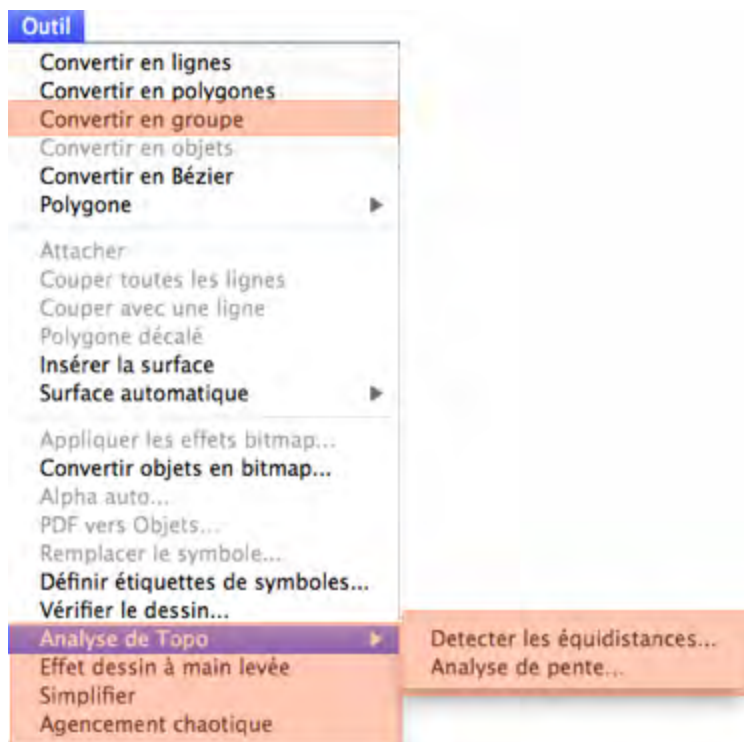 Outil
Convertir en lignes
Convertir en polygones
Convertir en groupe
Convertir en objets
Convertir en Bézier
Polygone
Attacher
Couper toutes les lignes
Couper avec une ligne
Polygone décalé
Insérer la surface
Surface automatique
Appliquer les effets bitmap...
Convertir objets en bitmap...
Alpha auto...
PDF vers Objets...
Remplacer le symbole...
Définir étiquettes de symboles...
Vérifier le dessin...
Analyse de Topo
Detecter les équidistances...
Effet dessin à main levée
Analyse de pente...
Simplifier
Agencement chaotique